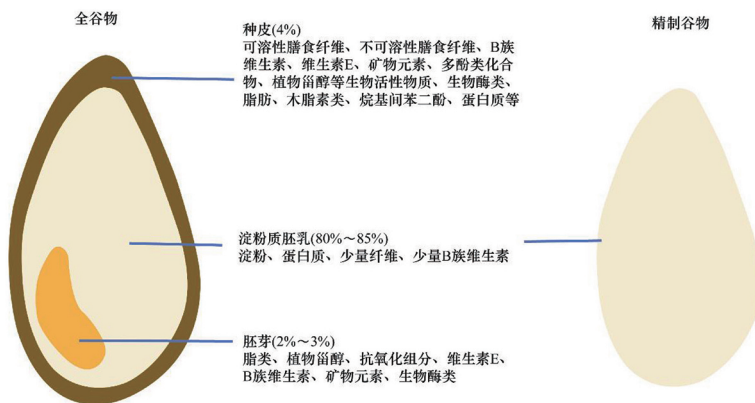 全谷物
精制谷物
种皮(4%)
可溶性膳食纤维、不可溶性膳食纤维、B族
维生素、维生素E、矿物元素、多酚类化合
物、植物甾醇等生物活性物质、生物酶类、
脂肪、木脂素类、烷基间苯二酚、蛋白质等
淀粉质胚乳(80%～85%)
淀粉、蛋白质、少量纤维、少量B族维生素
胚芽(2%～3%)
脂类、植物甾醇、抗氧化组分、维生素E、
B族维生素、矿物元素、生物酶类